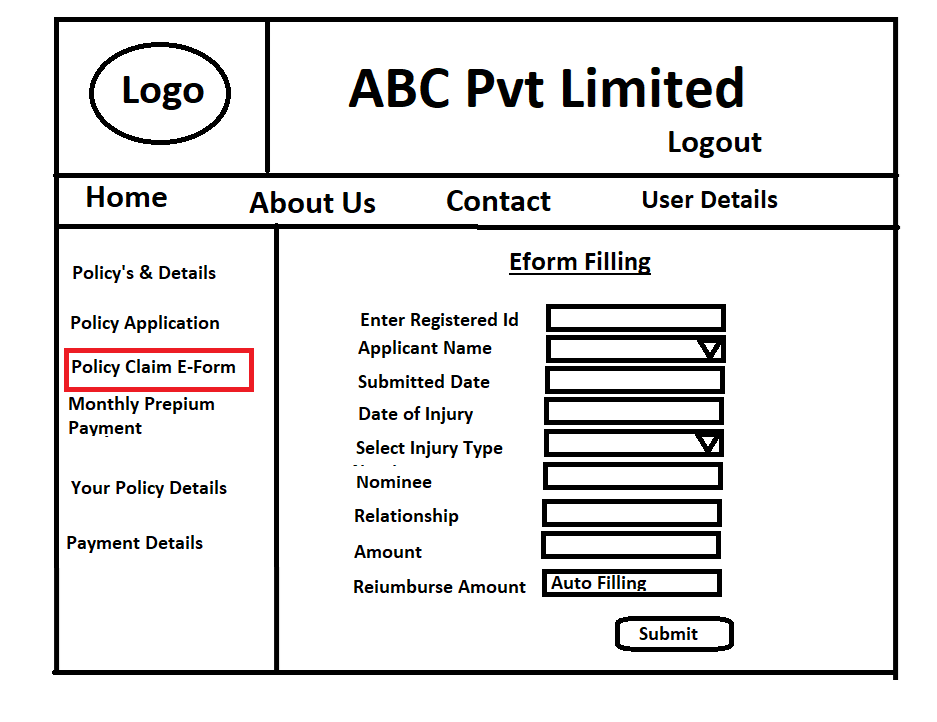 Logo
ABC Pvt Limited
Logout
Home
About Us
Contact
User Details
Policy's & Details
Policy Application
Policy Claim E-Form
Monthly Prepium
Payment
Your Policy Details
Payment Details
Eform Filling
Enter Registered Id
Applicant Name
Submitted Date
Date of Injury
Select Injury Type
Nominee
Relationship
Amount
Reiumburse Amount
Auto Filling
Submit